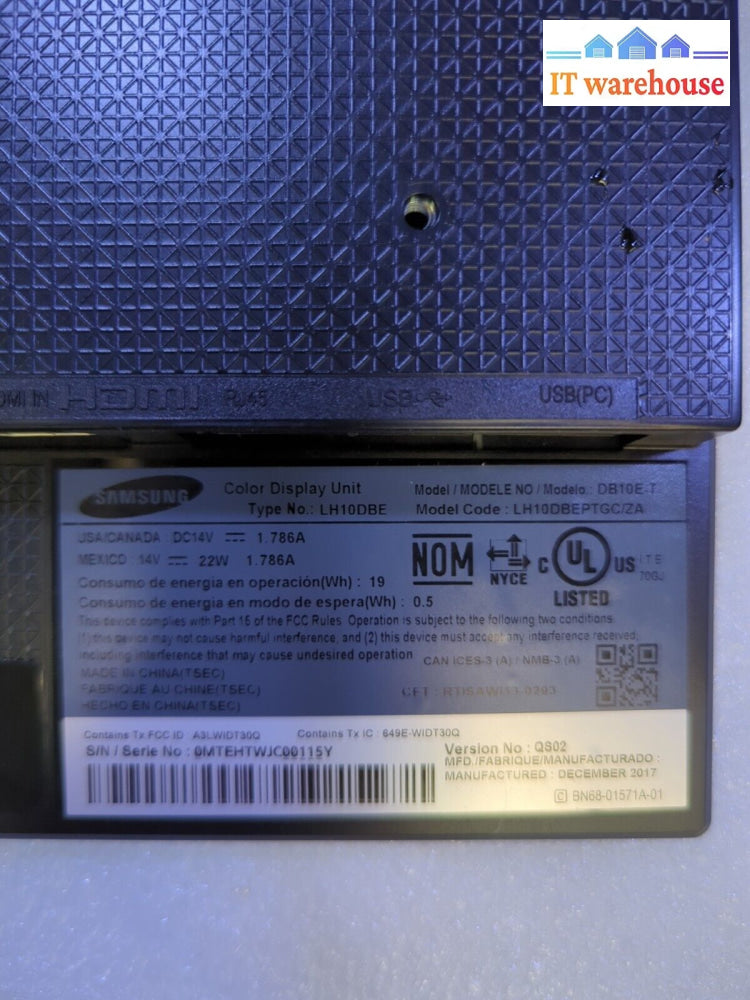 IT warehouse
HDMI RJ45 USB USB(PC)
SAMSUNG
Color Display Unit
Type No.: LH10DBE
Model / MODELE NO / Modelo: DB10E-T
Model Code : LH10DBEPTGC/ZA
USA/CANADA : DC14V 1.786A
MEXICO : 14V 22W 1.786A
Consumo de energia en operación(Wh) : 19
Consumo de energia en modo de espera(Wh) : 0.5
NOM
NYCE
C UL US
LISTED
I T E
70GJ
This device complies with Part 15 of the FCC Rules. Operation is subject to the following two conditions
(1) this device may not cause harmful interference, and (2) this device must accept any interference received,
including interference that may cause undesired operation
CAN ICES-3 (A) / NMB-3 (A)
MADE IN CHINA(TSEC)
FABRIQUE AU CHINE(TSEC)
HECHO EN CHINA(TSEC)
Contains Tx FCC ID : A3LWIDT30Q Contains Tx IC : 649E-WIDT30Q
S/N / Serie No : 0MTEHTWJC00115Y
Version No : QS02
MFD./FABRIQUE/MANUFACTURADO :
MANUFACTURED : DECEMBER 2017
© BN68-01571A-01